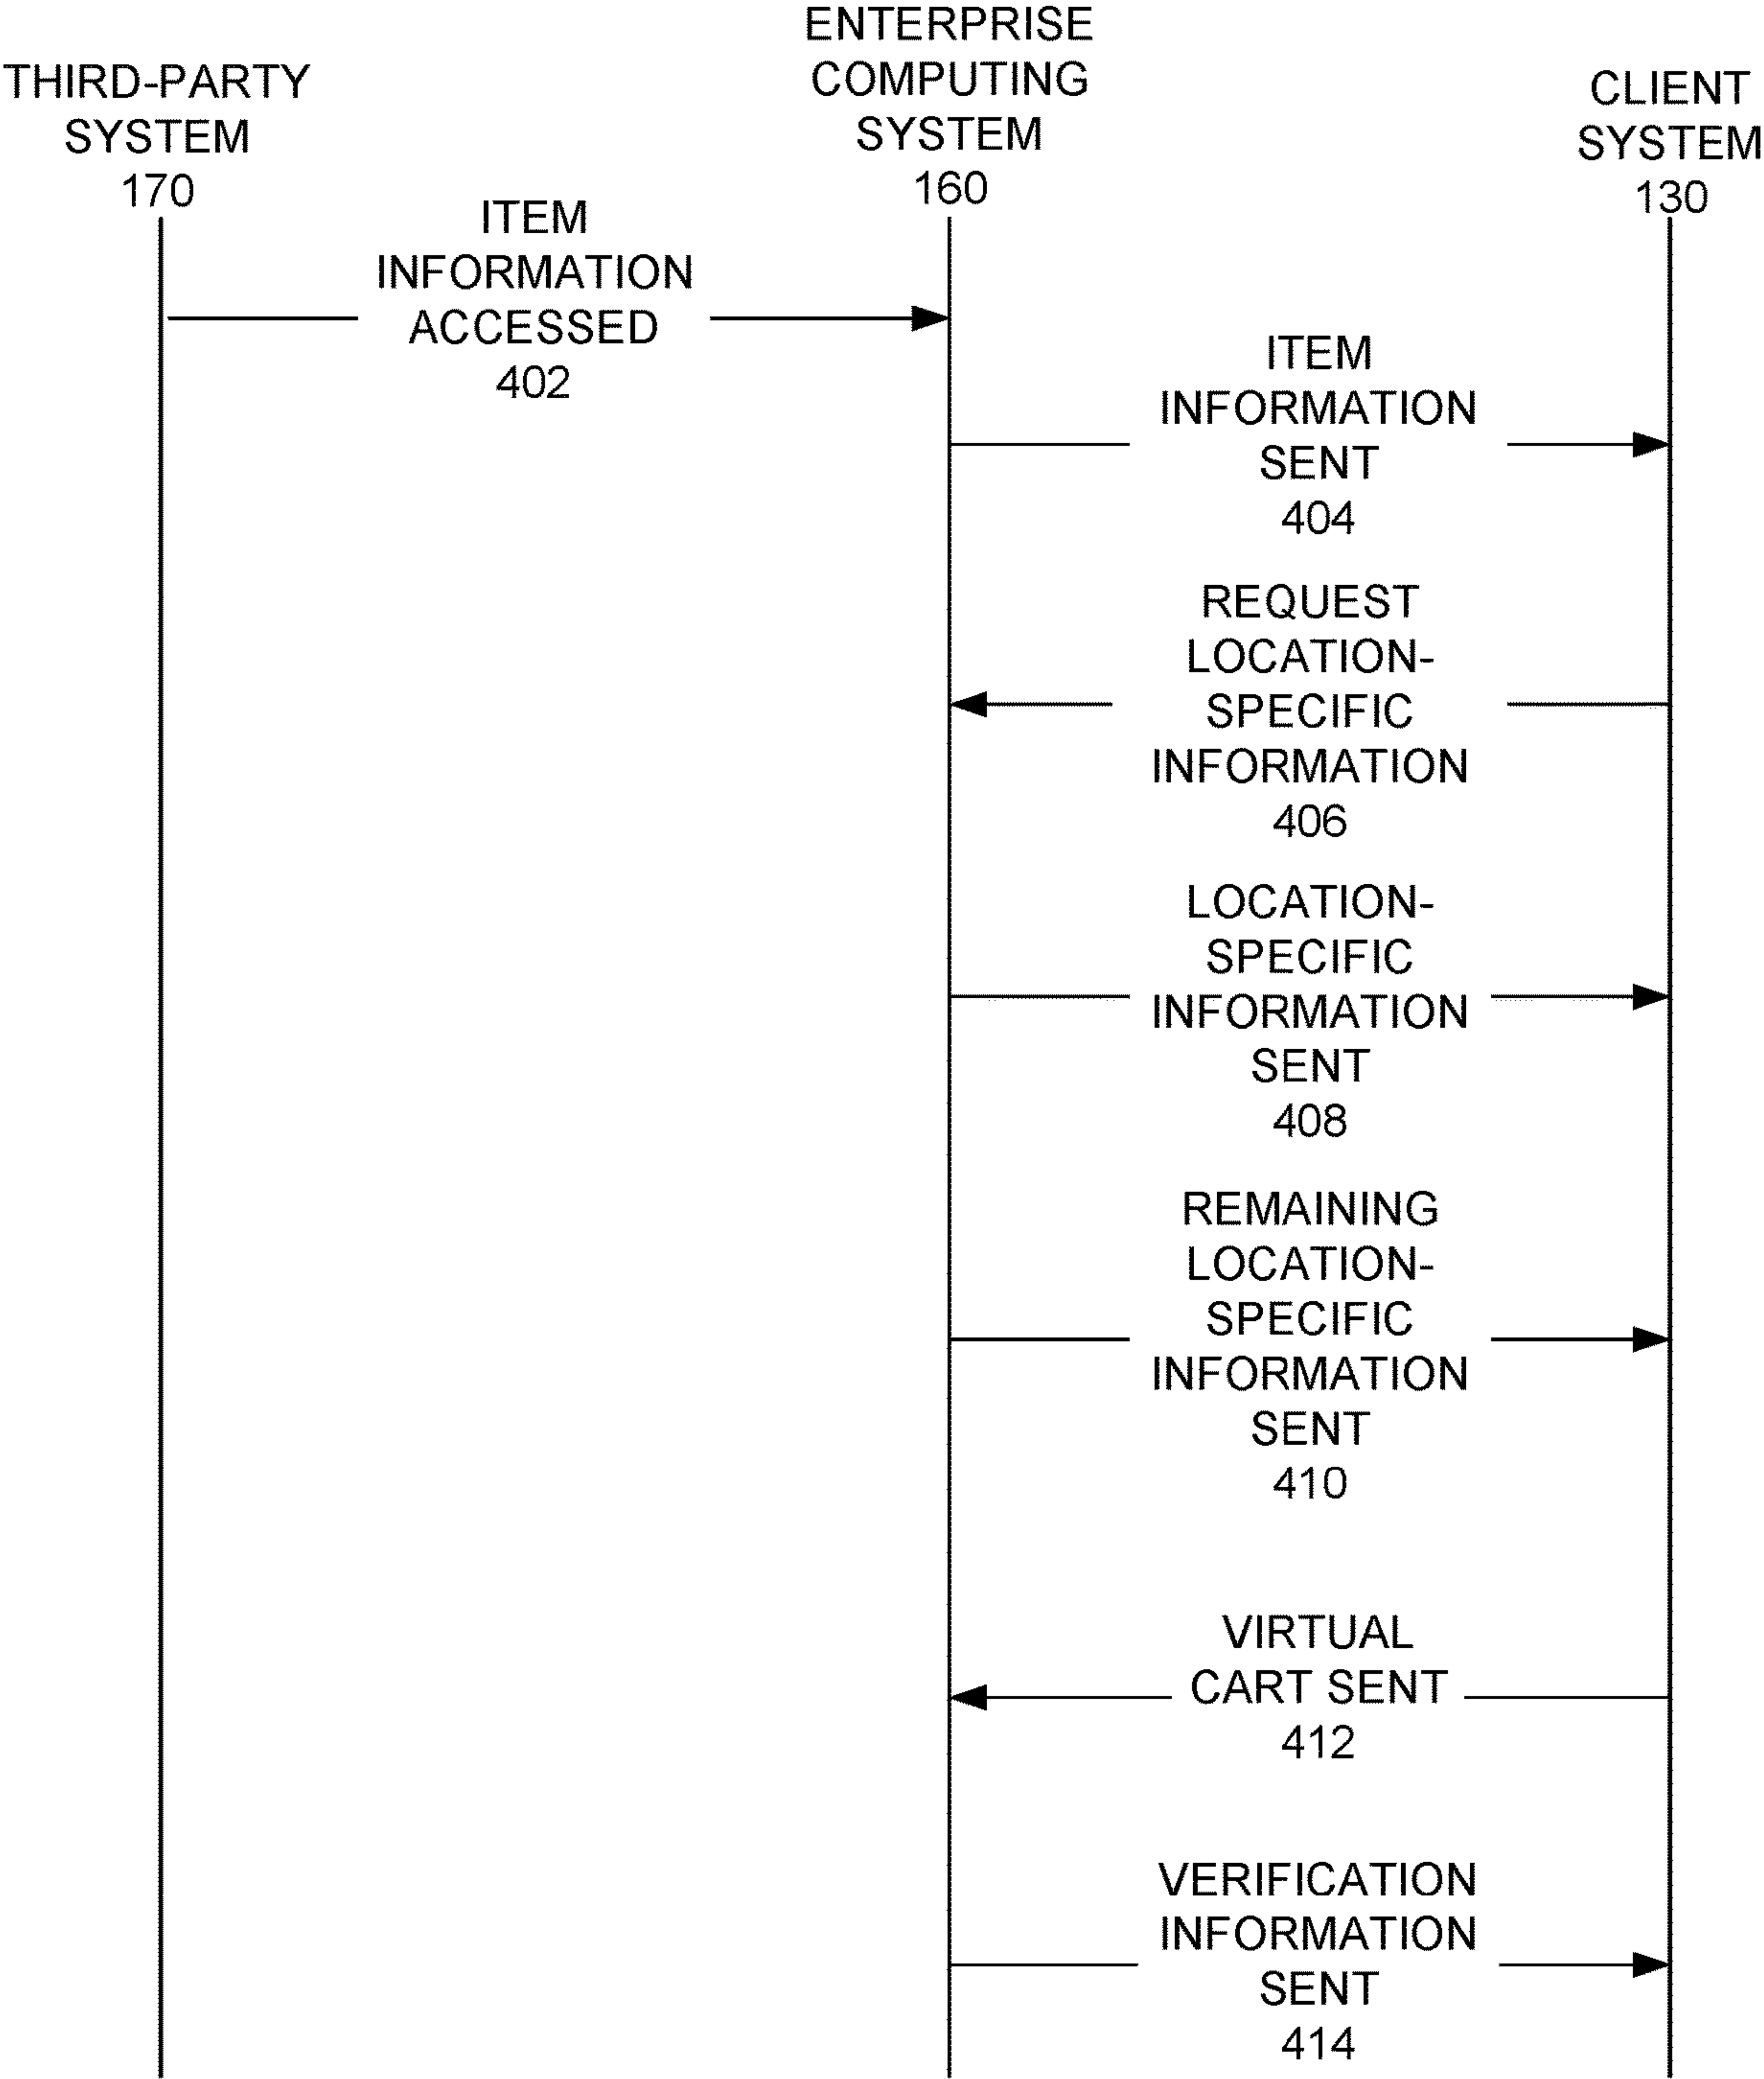 THIRD-PARTY
SYSTEM
170
ENTERPRISE
COMPUTING
SYSTEM
160
CLIENT
SYSTEM
130
ITEM
INFORMATION
ACCESSED
402
ITEM
INFORMATION
SENT
404
REQUEST
LOCATION-
SPECIFIC
INFORMATION
406
LOCATION-
SPECIFIC
INFORMATION
SENT
408
REMAINING
LOCATION-
SPECIFIC
INFORMATION
SENT
410
VIRTUAL
CART SENT
412
VERIFICATION
INFORMATION
SENT
414